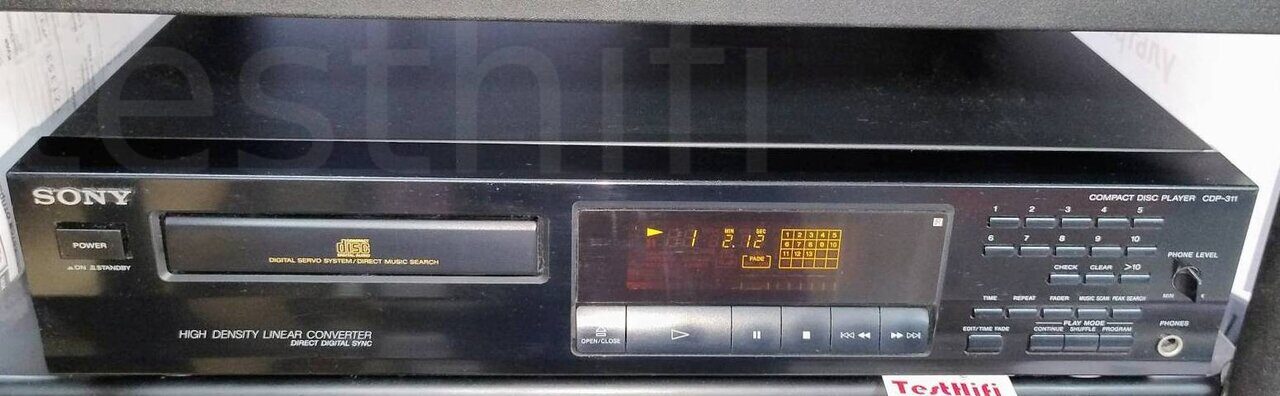 testhifi
SONY
COMPACT DISC PLAYER CDP-311
POWER
ON STANDBY
disc
DIGITAL AUDIO
DIGITAL SERVO SYSTEM/DIRECT MUSIC SEARCH
HIGH DENSITY LINEAR CONVERTER
DIRECT DIGITAL SYNC
MIN SEC
1 2.12
1 2 3 4 5
6 7 8 9 10
11 12 13
FADE
OPEN/CLOSE
1 2 3 4 5
6 7 8 9 10
CHECK CLEAR >10
TIME REPEAT FADER MUSIC SCAN PEAK SEARCH
EDIT/TIME FADE
PLAY MODE
CONTINUE SHUFFLE PROGRAM
PHONE LEVEL
MIN
PHONES
TestHifi